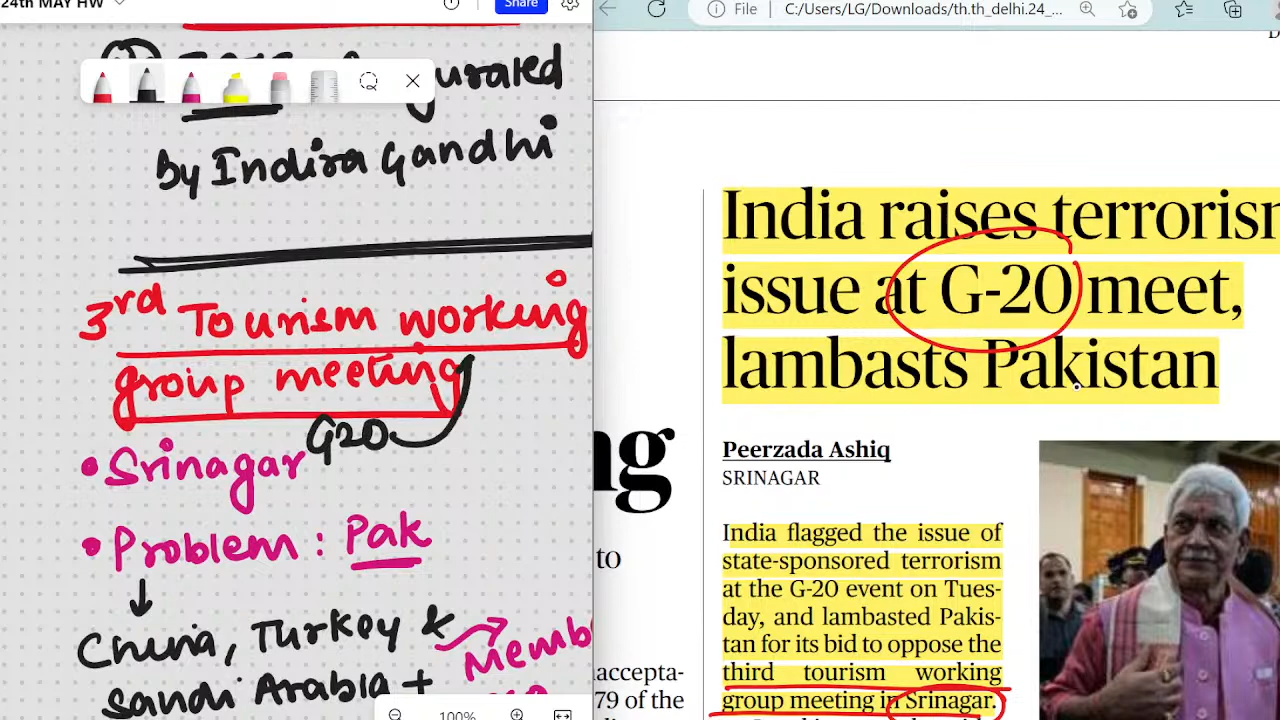 24th MAY HW
Share
urated
by Indira Gandhi
3rd Tourism working
group meeting
G20
• Srinagar
• Problem : Pak
China, Turkey &
Saudi Arabia +
Memb
100%
File
C:/Users/LG/Downloads/th.th_delhi.24_...
ng
to
accepta-
79 of the
India raises terrorism
issue at G-20 meet,
lambasts Pakistan
Peerzada Ashiq
SRINAGAR
India flagged the issue of
state-sponsored terrorism
at the G-20 event on Tues-
day, and lambasted Pakis-
tan for its bid to oppose the
third tourism working
group meeting in Srinagar.